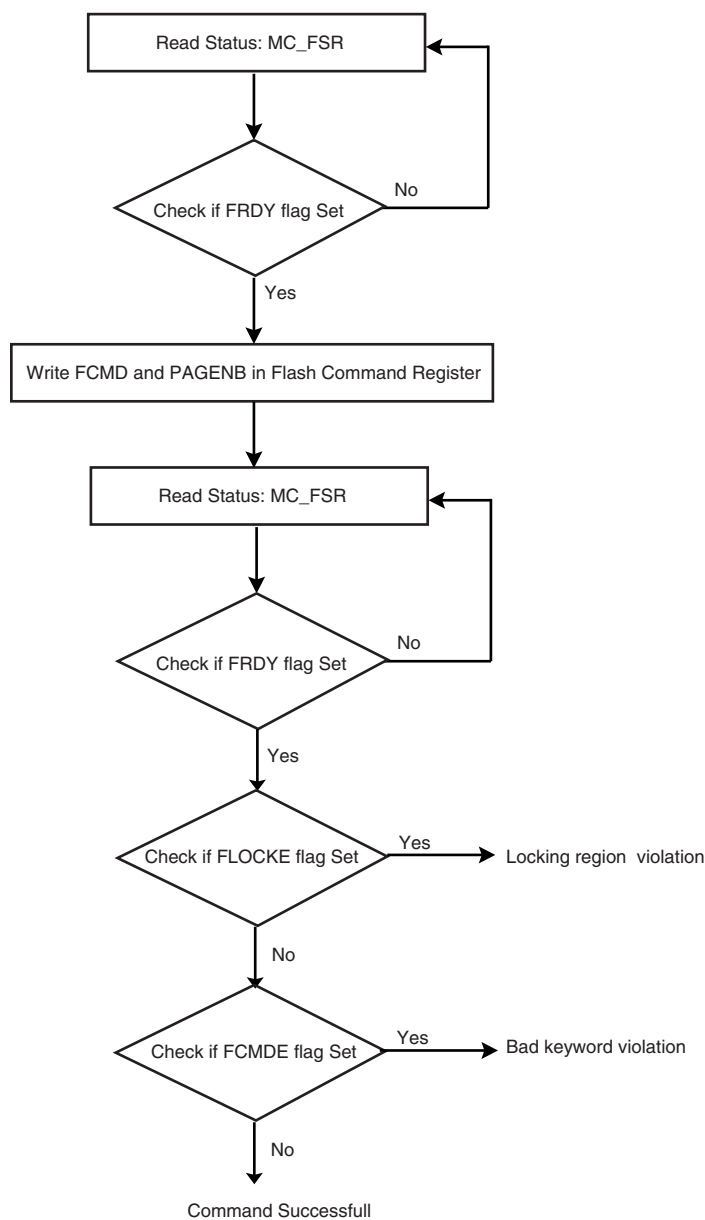 Read Status: MC_FSR
Check if FRDY flag Set
No
Yes
Write FCMD and PAGENB in Flash Command Register
Read Status: MC_FSR
Check if FRDY flag Set
No
Yes
Check if FLOCKE flag Set
Yes
Locking region violation
No
Check if FCMDE flag Set
Yes
Bad keyword violation
No
Command Successfull